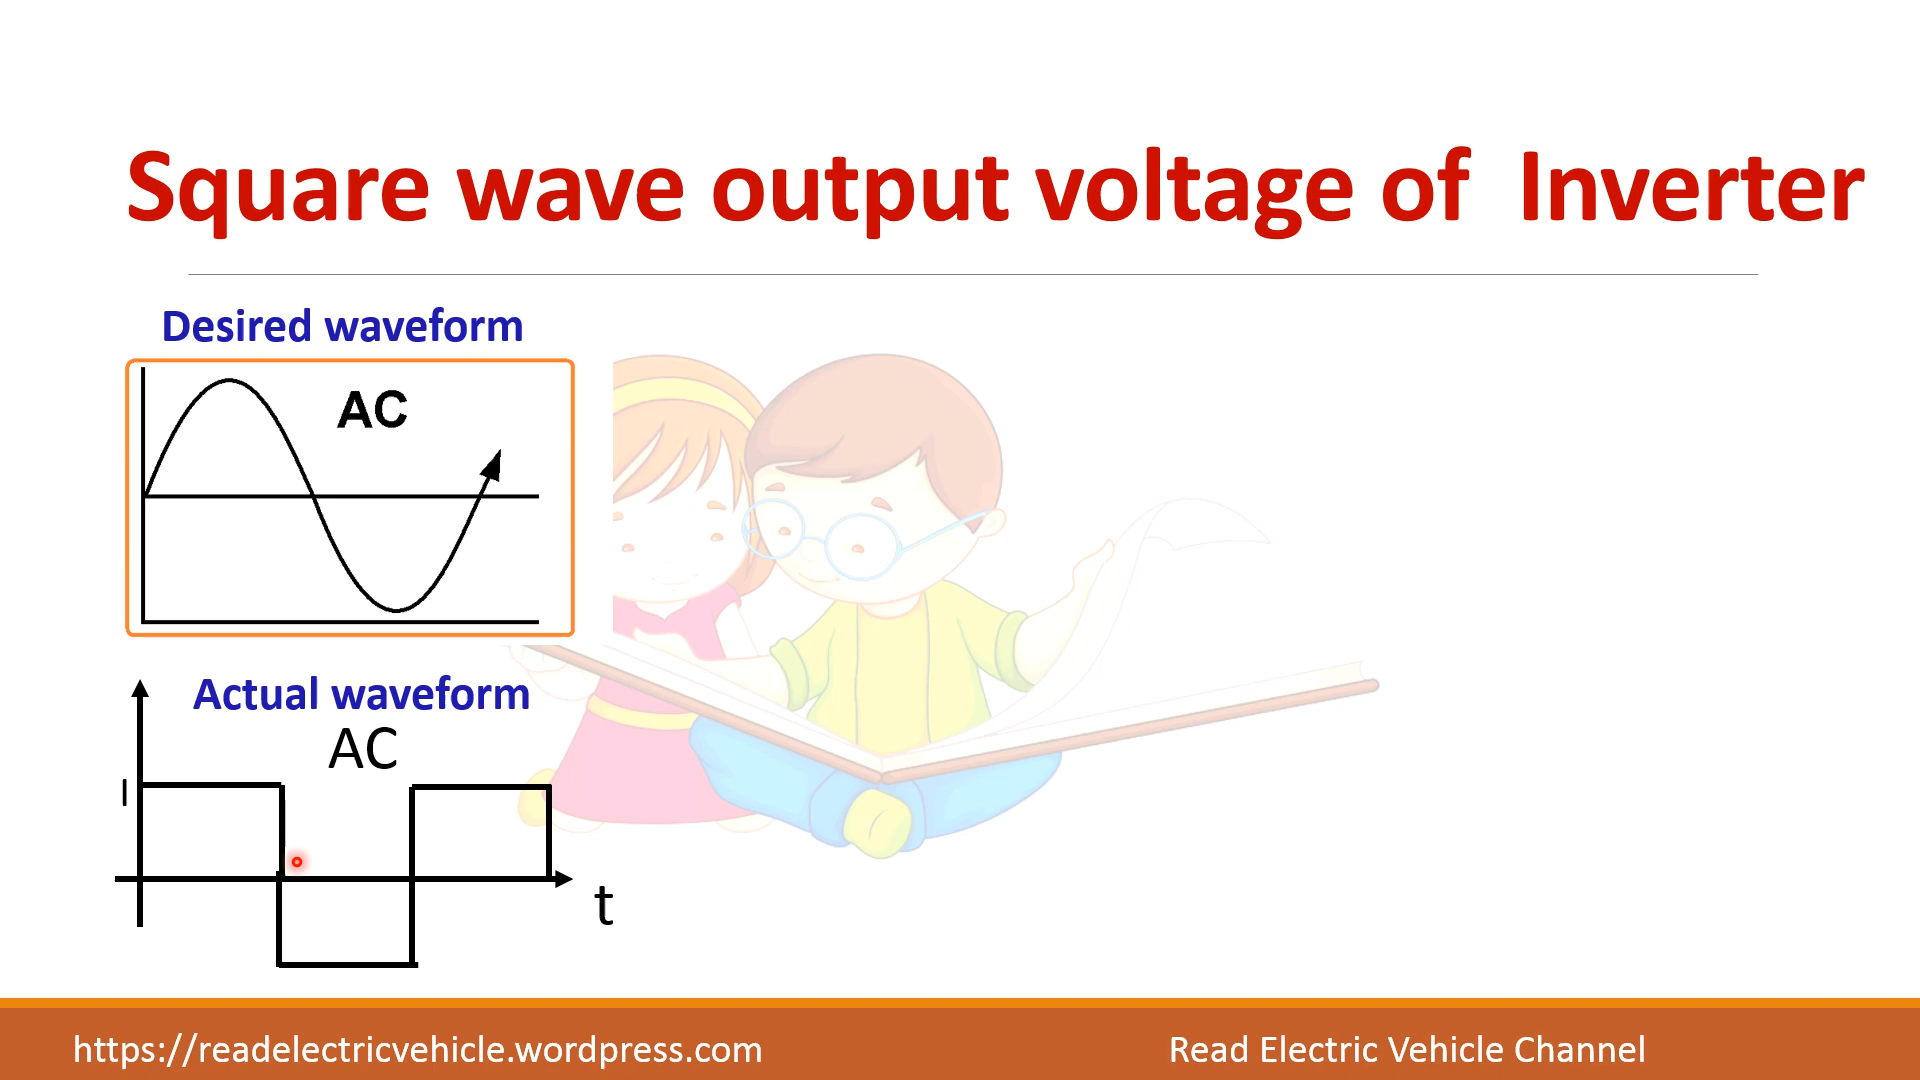 Square wave output voltage of Inverter
Desired waveform
AC
Actual waveform
AC
I
t
https://readelectricvehicle.wordpress.com
Read Electric Vehicle Channel